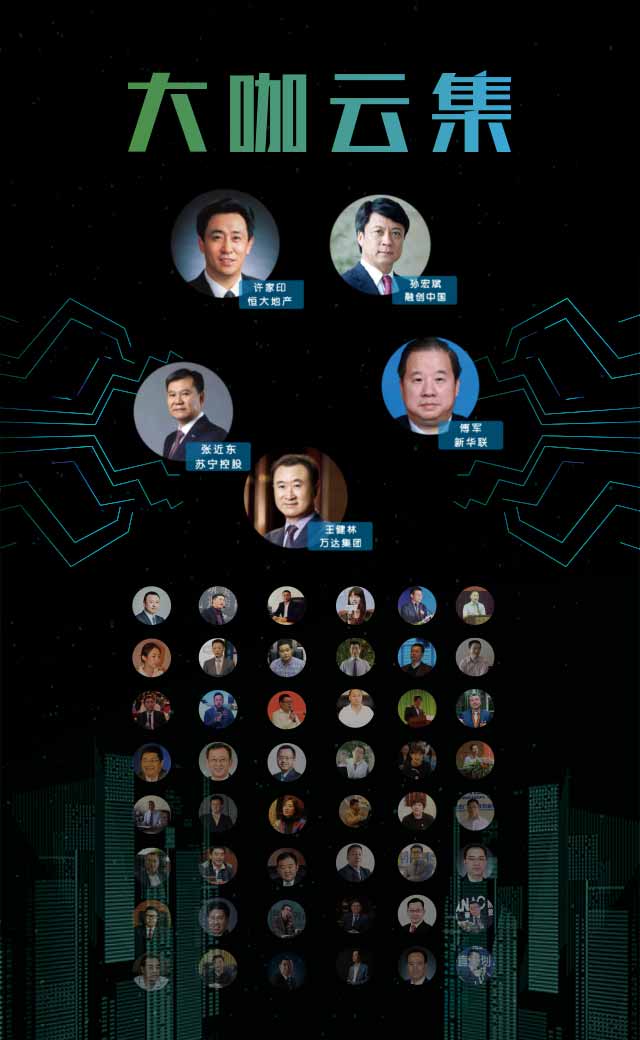 大咖云集
许家印
恒大地产
孙宏斌
融创中国
傅军
新华联
张近东
苏宁控股
王健林
万达集团